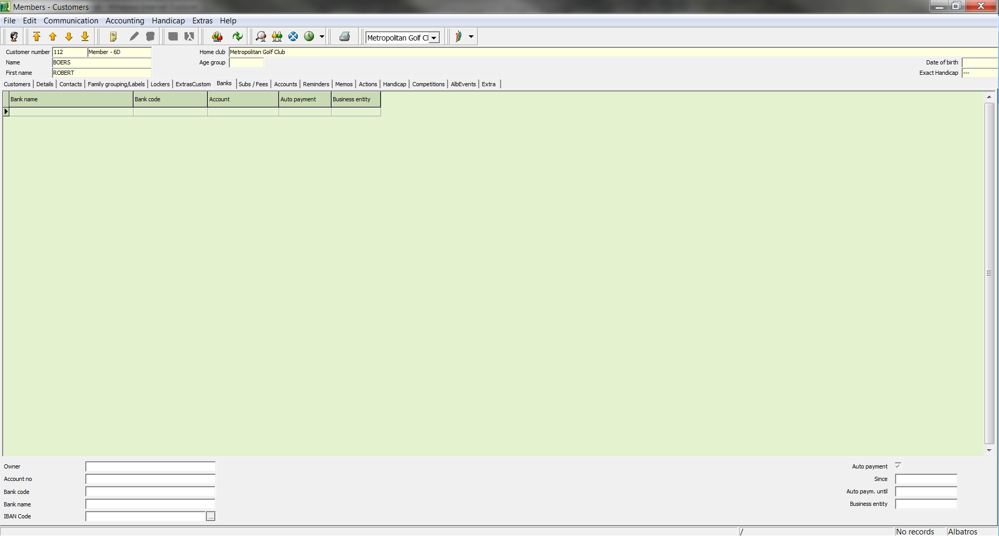 Members - Customers
File Edit Communication Accounting Handicap Extras Help
Metropolitan Golf Cl
Customer number 112 Member - 6D Home club Metropolitan Golf Club
Name BOERS Age group Date of birth
First name ROBERT Exact Handicap ---
Customers Details Contacts Family grouping/Labels Lockers ExtrasCustom Banks Subs / Fees Accounts Reminders Memos Actions Handicap Competitions AlbEvents Extra
Bank name Bank code Account Auto payment Business entity
Owner Auto payment
Account no Since
Bank code Auto paym. until
Bank name Business entity
IBAN Code ...
/ No records Albatros